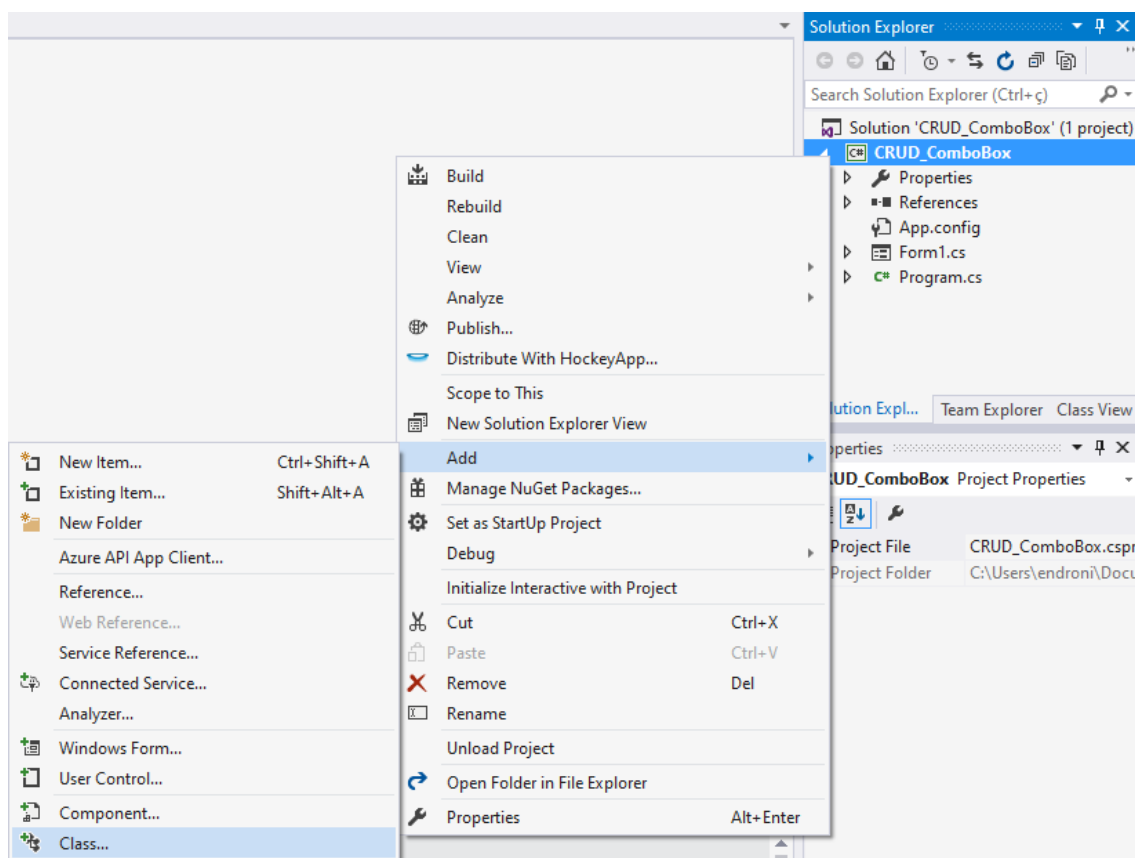 Solution Explorer
Search Solution Explorer (Ctrl+ç)
Solution 'CRUD_ComboBox' (1 project)
C# CRUD_ComboBox
Properties
References
App.config
Form1.cs
C# Program.cs
lution Expl... Team Explorer Class View
operties
UD_ComboBox Project Properties
Project File CRUD_ComboBox.cspr
Project Folder C:\Users\endroni\Docu
Build
Rebuild
Clean
View
Analyze
Publish...
Distribute With HockeyApp...
Scope to This
New Solution Explorer View
Add
Manage NuGet Packages...
Set as StartUp Project
Debug
Initialize Interactive with Project
Cut Ctrl+X
Paste Ctrl+V
Remove Del
Rename
Unload Project
Open Folder in File Explorer
Properties Alt+Enter
New Item... Ctrl+Shift+A
Existing Item... Shift+Alt+A
New Folder
Azure API App Client...
Reference...
Web Reference...
Service Reference...
Connected Service...
Analyzer...
Windows Form...
User Control...
Component...
Class...